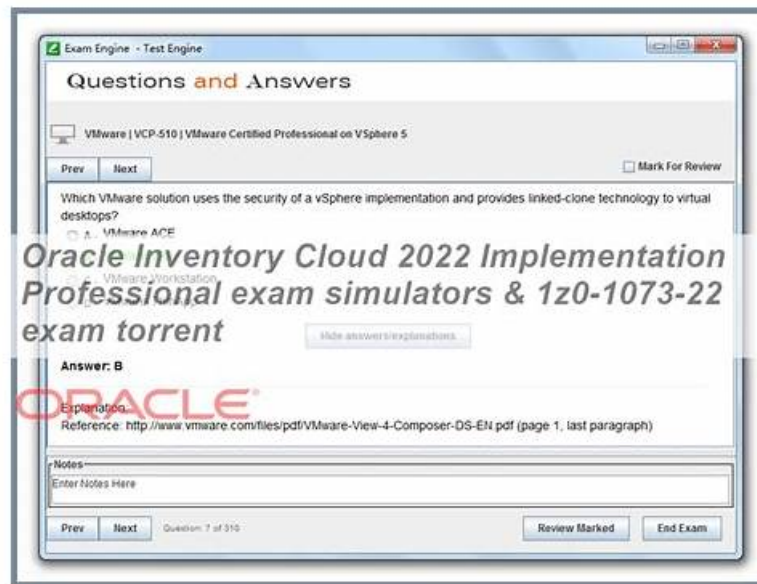 Exam Engine - Test Engine
Questions and Answers
VMware | VCP-510 | VMware Certified Professional on VSphere 5
Prev Next Mark For Review
Which VMware solution uses the security of a vSphere implementation and provides linked-clone technology to virtual
desktops?
A. VMware ACE
Oracle Inventory Cloud 2022 Implementation
C. VMware Workstation
Professional exam simulators & 1z0-1073-22
exam torrent
Hide answers/explanations
Answer: B
ORACLE
Explanation:
Reference: http://www.vmware.com/files/pdf/VMware-View-4-Composer-DS-EN.pdf (page 1, last paragraph)
Notes
Enter Notes Here
Prev Next Question: 7 of 310 Review Marked End Exam